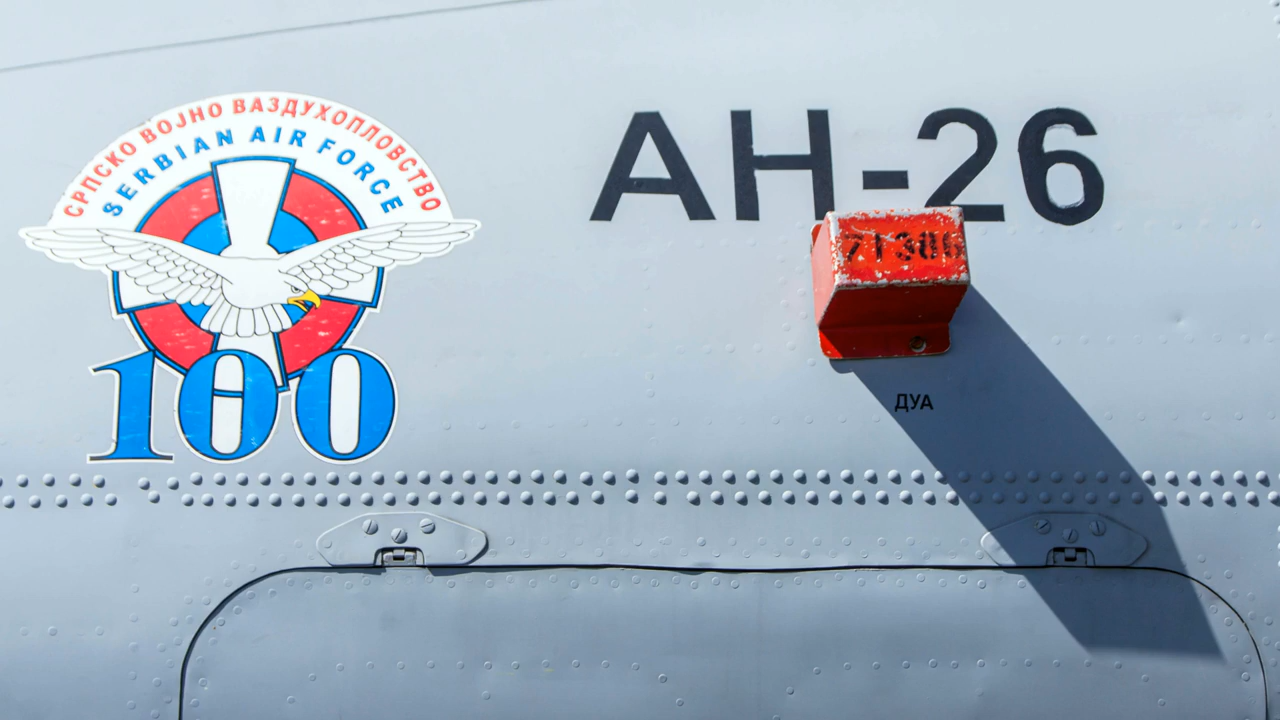 СРПСКО ВОЈНО ВАЗДУХОПЛОВСТВО
SERBIAN AIR FORCE
100
АН-26
71386
ДУА